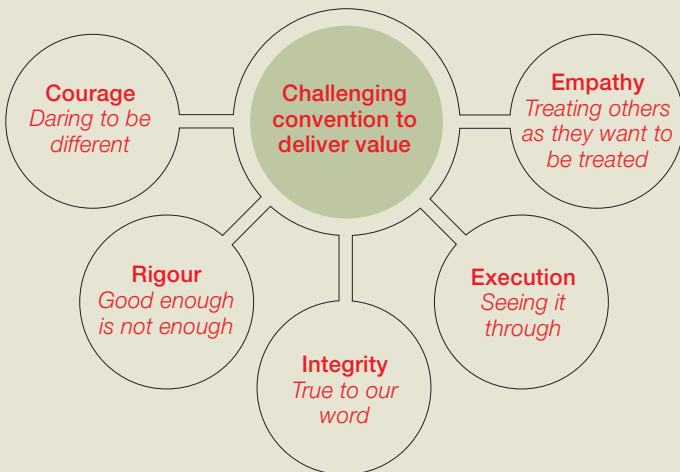 Courage
Daring to be
different
Challenging
convention to
deliver value
Empathy
Treating others
as they want to
be treated
Rigour
Good enough
is not enough
Integrity
True to our
word
Execution
Seeing it
through